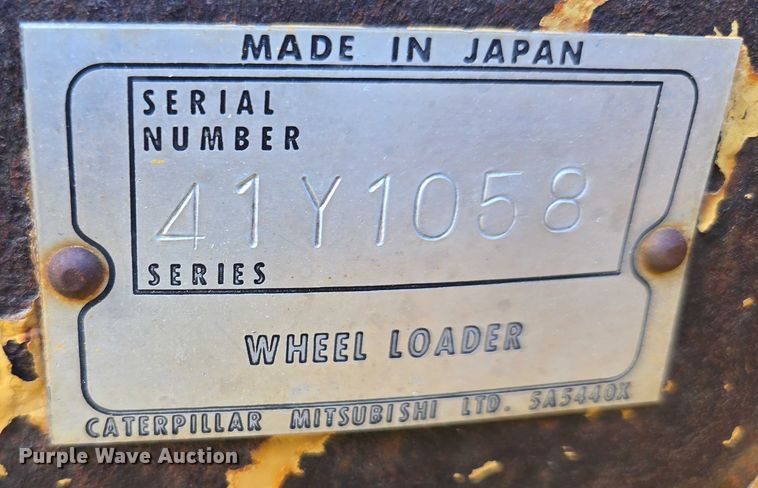 MADE IN JAPAN
SERIAL
NUMBER
41Y1058
SERIES
WHEEL LOADER
CATERPILLAR MITSUBISHI LTD. 5A5440X
Purple Wave Auction